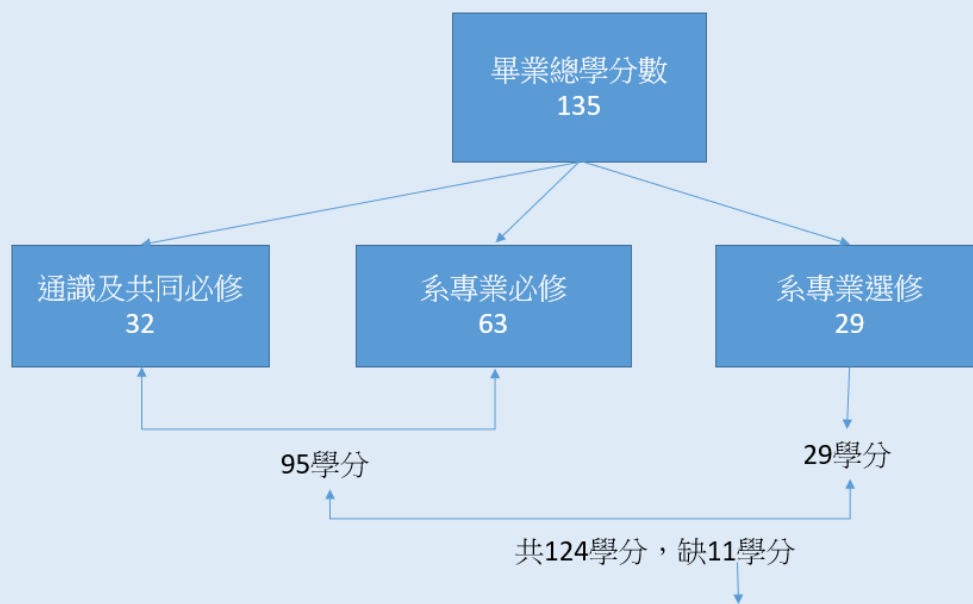 畢業總學分數
135
通識及共同必修
32
系專業必修
63
系專業選修
29
95學分
29學分
共124學分，缺11學分